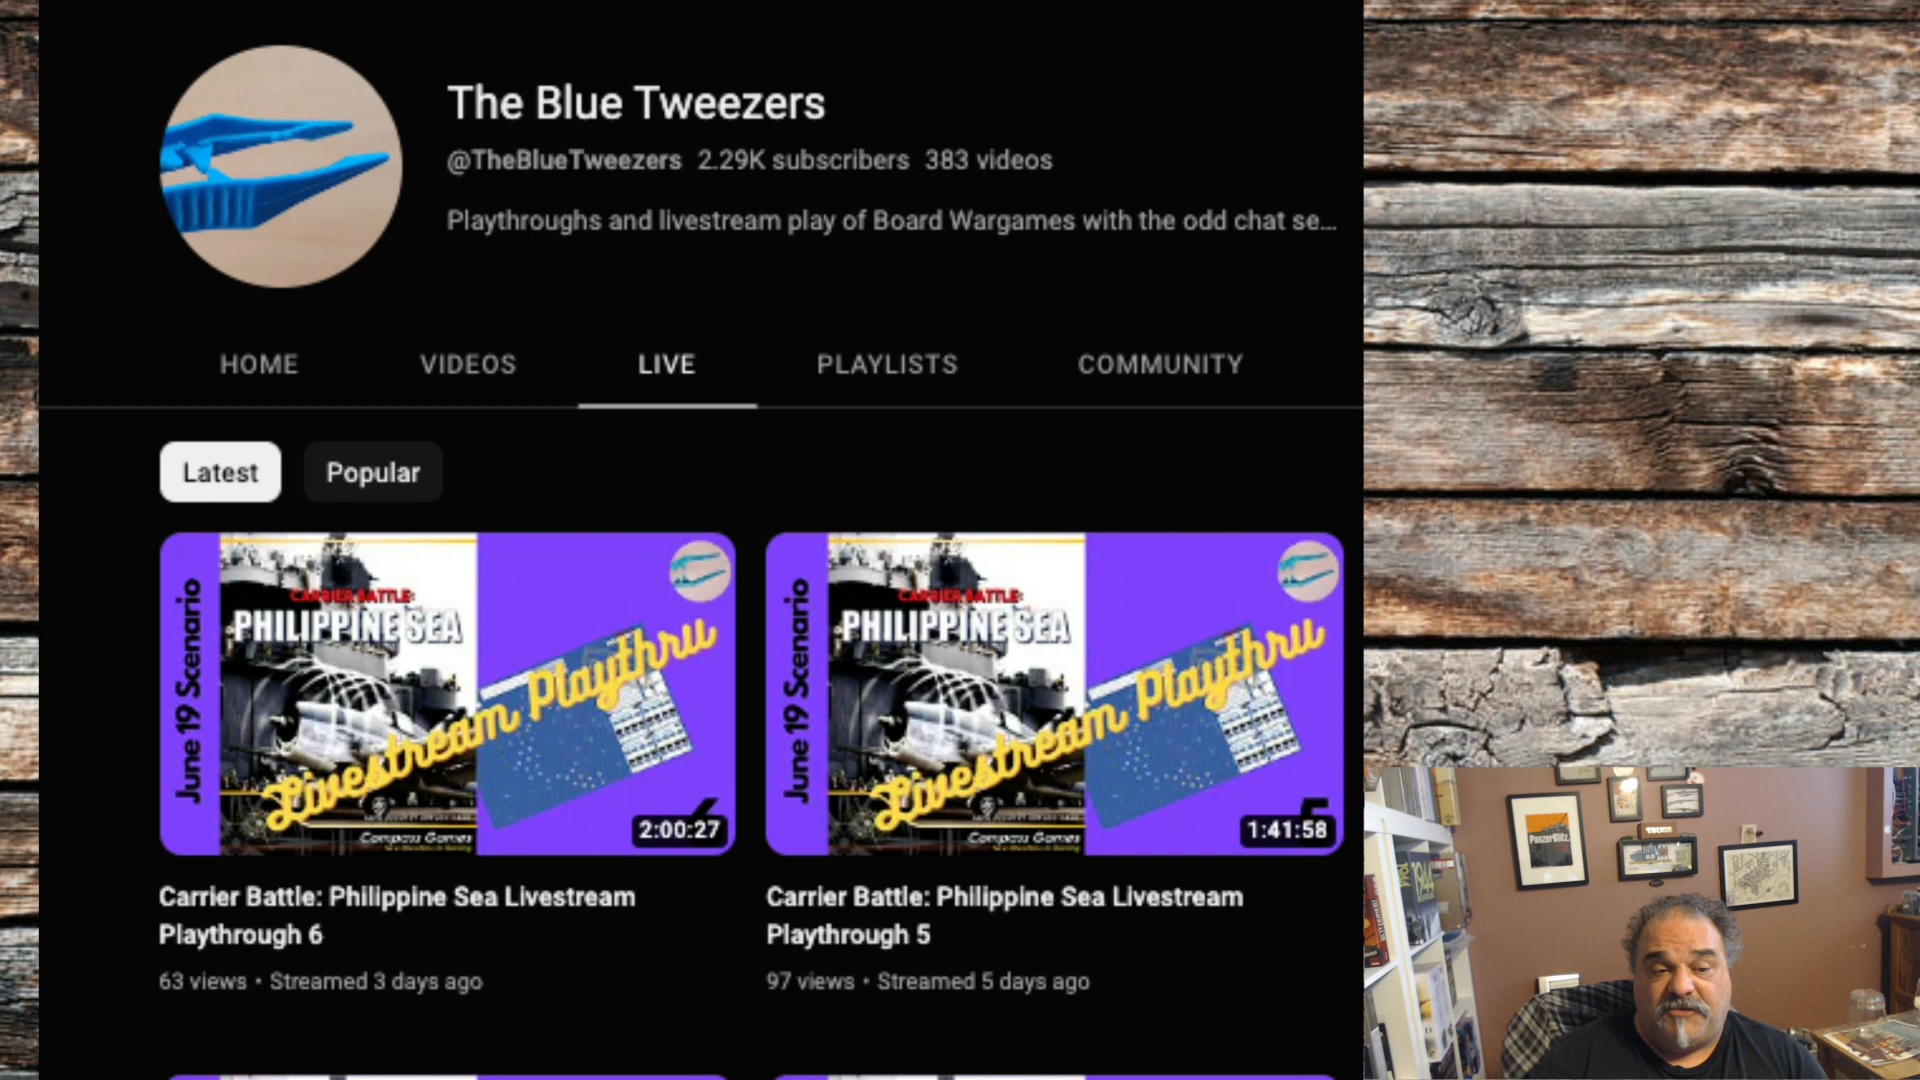 The Blue Tweezers
@TheBlueTweezers 2.29K subscribers 383 videos
Playthroughs and livestream play of Board Wargames with the odd chat se...
HOME
VIDEOS
LIVE
PLAYLISTS
COMMUNITY
Latest
Popular
June 19 Scenario
CARRIER BATTLE:
PHILIPPINE SEA
Livestream Playthru
Compass Games
6
2:00:27
June 19 Scenario
CARRIER BATTLE:
PHILIPPINE SEA
Livestream Playthru
Compass Games
5
1:41:58
Carrier Battle: Philippine Sea Livestream
Playthrough 6
63 views • Streamed 3 days ago
Carrier Battle: Philippine Sea Livestream
Playthrough 5
97 views • Streamed 5 days ago
PanzerBlitz
1944